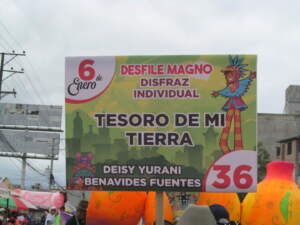 6
Enero de
DESFILE MAGNO
DISFRAZ
INDIVIDUAL
TESORO DE MI
TIERRA
DEISY YURANI
BENAVIDES FUENTES
36